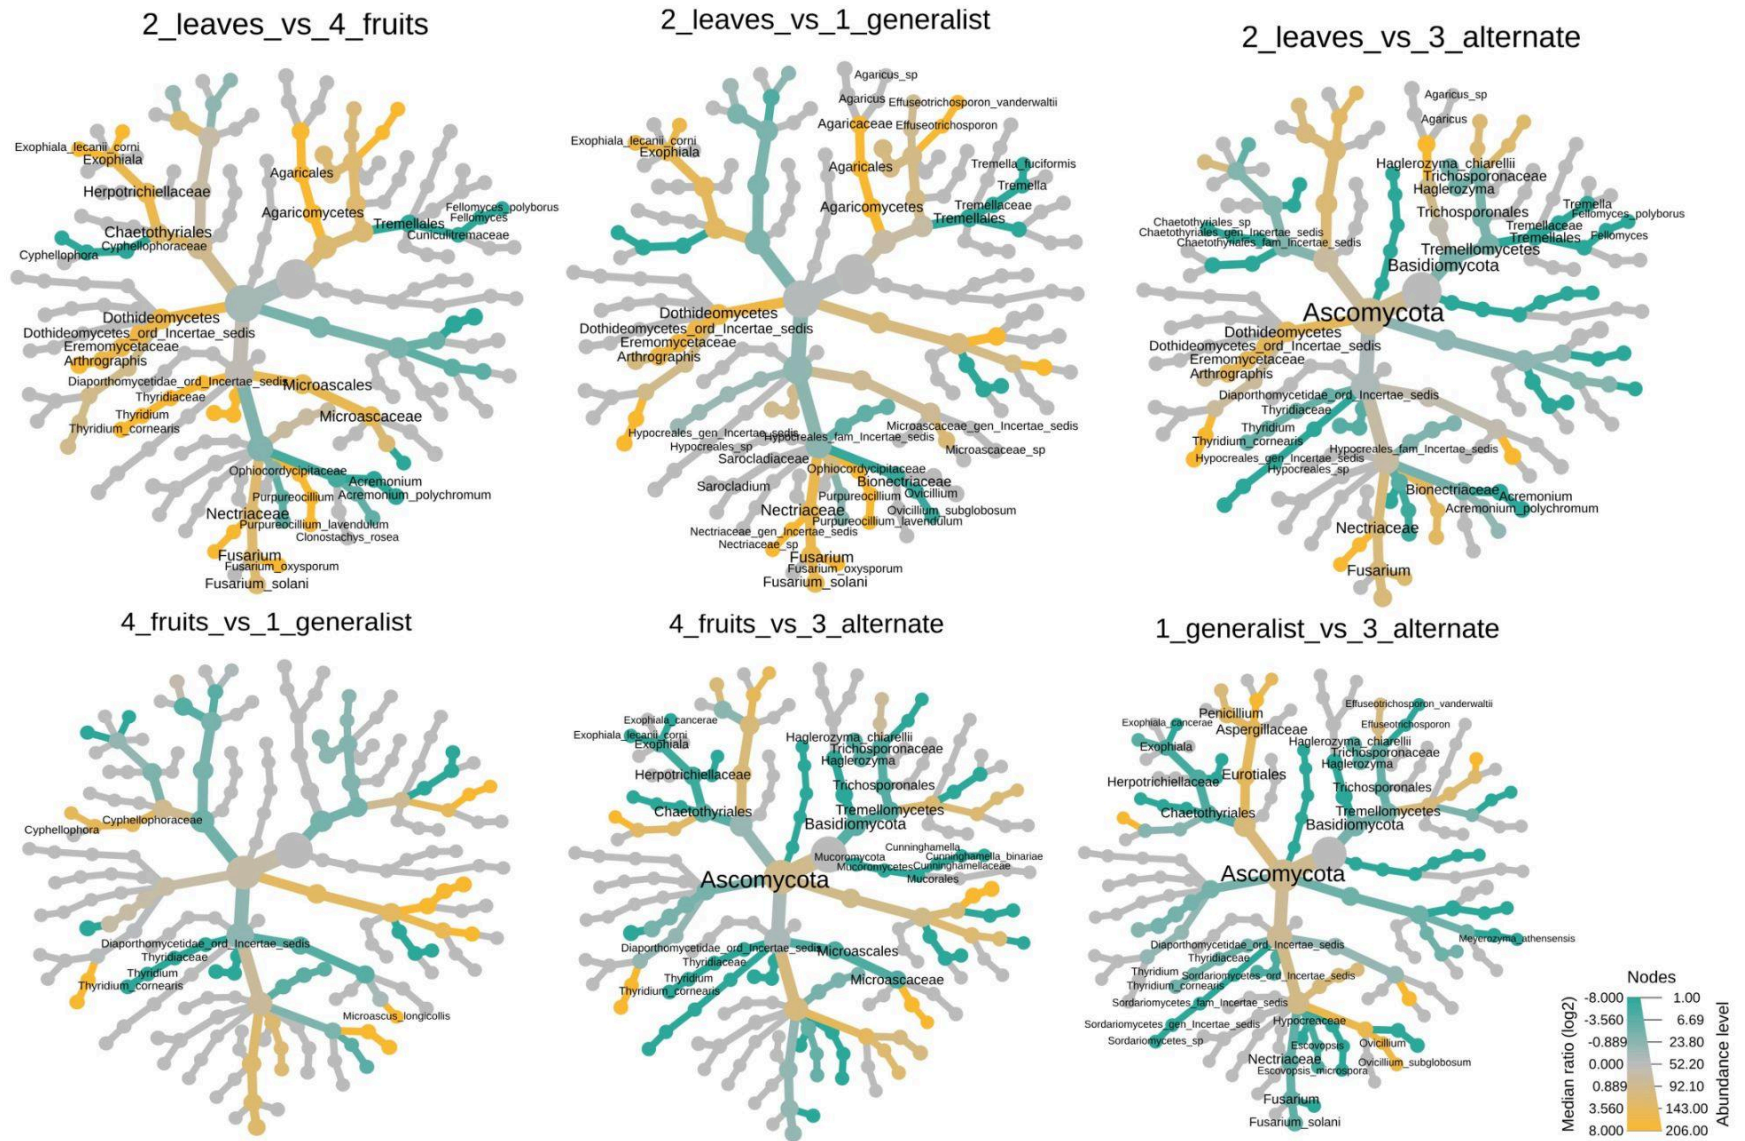 2_leaves_vs_4_fruits
Exophiala_lecanii_corni
Exophiala
Herpotrichiellaceae
Chaetothyriales
Cyphellophoraceae
Cyphellophora
Agaricales
Agaricomycetes
Tremellales
Fellomyces_polyborus
Fellomyces
Cuniculitremaceae
Dothideomycetes
Dothideomycetes_ord_Incertae_sedis
Eremomycetaceae
Arthrographis
Diaporthomycetidae_ord_Incertae_sedis
Microascales
Thyridiaceae
Thyridium
Thyridium_cornearis
Microascaceae
Ophiocordycipitaceae
Acremonium
Purpureocillium
Acremonium_polychromum
Nectriaceae
Purpureocillium_lavendulum
Clonostachys_rosea
Fusarium
Fusarium_oxysporum
Fusarium_solani
2_leaves_vs_1_generalist
Agaricus_sp
Agaricus
Effuseotrichosporon_vanderwaltii
Agaricaceae
Effuseotrichosporon
Exophiala_lecanii_corni
Exophiala
Agaricales
Tremella_fuciformis
Tremella
Agaricomycetes
Tremellaceae
Tremellales
Dothideomycetes
Dothideomycetes_ord_Incertae_sedis
Eremomycetaceae
Arthrographis
Hypocreales_gen_Incertae_sedis
Hypocreales_fam_Incertae_sedis
Microascaceae_gen_Incertae_sedis
Hypocreales_sp
Microascaceae_sp
Sarocladiaceae
Ophiocordycipitaceae
Sarocladium
Bionectriaceae
Purpureocillium
Ovicillium
Nectriaceae
Ovicillium_subglobosum
Purpureocillium_lavendulum
Nectriaceae_gen_Incertae_sedis
Nectriaceae_sp
Fusarium
Fusarium_oxysporum
Fusarium_solani
2_leaves_vs_3_alternate
Agaricus_sp
Agaricus
Haglerozyma_chiarellii
Trichosporonaceae
Haglerozyma
Trichosporonales
Tremella
Fellomyces_polyborus
Tremellaceae
Tremellales
Fellomyces
Tremellomycetes
Basidiomycota
Chaetothyriales_sp
Chaetothyriales_gen_Incertae_sedis
Chaetothyriales_fam_Incertae_sedis
Ascomycota
Dothideomycetes
Dothideomycetes_ord_Incertae_sedis
Eremomycetaceae
Arthrographis
Diaporthomycetidae_ord_Incertae_sedis
Thyridiaceae
Thyridium
Thyridium_cornearis
Hypocreales_fam_Incertae_sedis
Hypocreales_gen_Incertae_sedis
Hypocreales_sp
Bionectriaceae
Acremonium
Acremonium_polychromum
Nectriaceae
Fusarium
4_fruits_vs_1_generalist
Cyphellophoraceae
Cyphellophora
Diaporthomycetidae_ord_Incertae_sedis
Thyridiaceae
Thyridium
Thyridium_cornearis
Microascus_longicollis
4_fruits_vs_3_alternate
Exophiala_cancerae
Exophiala_lecanii_corni
Exophiala
Haglerozyma_chiarellii
Trichosporonaceae
Haglerozyma
Herpotrichiellaceae
Trichosporonales
Chaetothyriales
Tremellomycetes
Basidiomycota
Cunninghamella
Mucoromycota
Cunninghamella_binariae
Mucoromycetes
Cunninghamellaceae
Mucorales
Ascomycota
Diaporthomycetidae_ord_Incertae_sedis
Microascales
Thyridiaceae
Thyridium
Thyridium_cornearis
Microascaceae
1_generalist_vs_3_alternate
Effuseotrichosporon_vanderwaltii
Penicillium
Exophiala_cancerae
Aspergillaceae
Effuseotrichosporon
Exophiala
Haglerozyma_chiarellii
Trichosporonaceae
Haglerozyma
Eurotiales
Herpotrichiellaceae
Trichosporonales
Chaetothyriales
Tremellomycetes
Basidiomycota
Ascomycota
Meyerozyma_athensensis
Diaporthomycetidae_ord_Incertae_sedis
Thyridiaceae
Thyridium
Sordariomycetes_ord_Incertae_sedis
Thyridium_cornearis
Sordariomycetes_fam_Incertae_sedis
Hypocreaceae
Sordariomycetes_gen_Incertae_sedis
Sordariomycetes_sp
Escovopsis
Ovicillium
Nectriaceae
Ovicillium_subglobosum
Escovopsis_microspora
Fusarium
Fusarium_solani
Nodes
Median ratio (log2)
Abundance level
-8.000 1.00
-3.560 6.69
-0.889 23.80
0.000 52.20
0.889 92.10
3.560 143.00
8.000 206.00